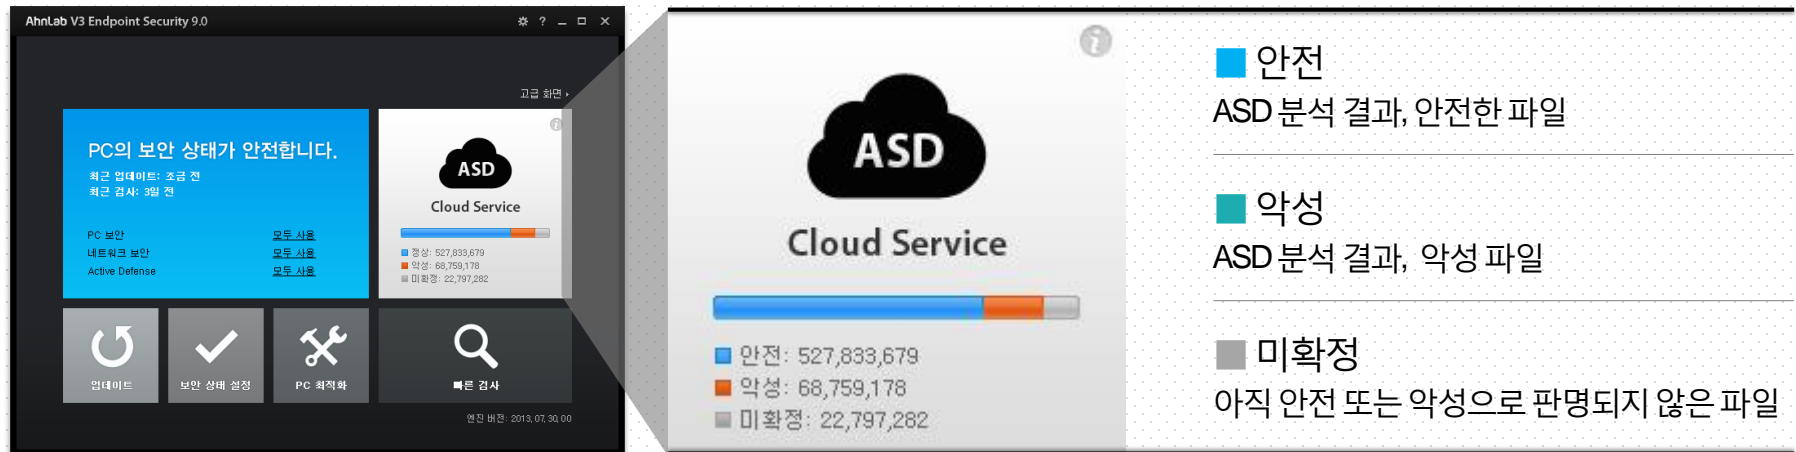 AhnLab V3 Endpoint Security 9.0
고급 화면
PC의 보안 상태가 안전합니다.
최근 업데이트: 조금 전
최근 검사: 3일 전
PC 보안 모두 사용
네트워크 보안 모두 사용
Active Defense 모두 사용
ASD
Cloud Service
정상: 527,833,679
악성: 68,759,178
미확정: 22,797,282
업데이트
보안 상태 설정
PC 최적화
빠른 검사
엔진 버전: 2013.07.30.00
ASD
Cloud Service
안전: 527,833,679
악성: 68,759,178
미확정: 22,797,282
안전
ASD 분석 결과, 안전한 파일
악성
ASD 분석 결과, 악성 파일
미확정
아직 안전 또는 악성으로 판명되지 않은 파일